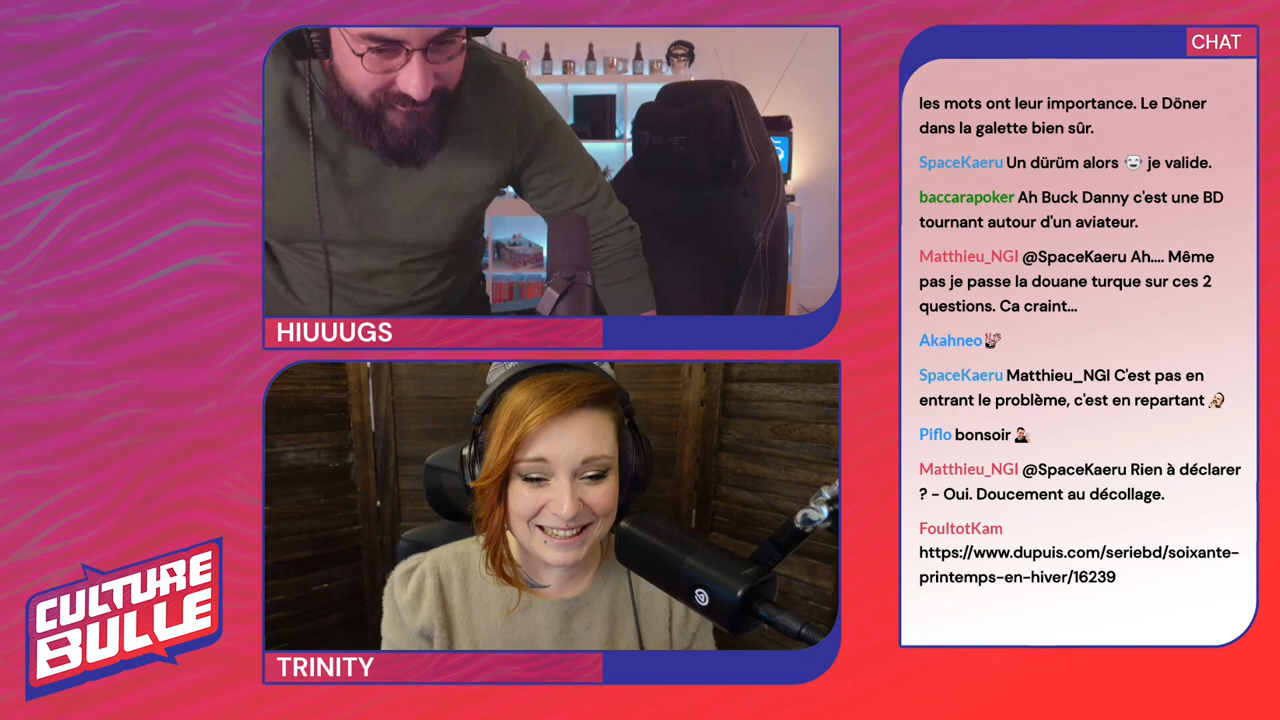 CHAT
les mots ont leur importance. Le Döner
dans la galette bien sûr.
SpaceKaeru Un dürüm alors je valide.
baccarapoker Ah Buck Danny c'est une BD
tournant autour d'un aviateur.
Matthieu_NGI @SpaceKaeru Ah.... Même
pas je passe la douane turque sur ces 2
questions. Ca craint...
Akahneo
SpaceKaeru Matthieu_NGI C'est pas en
entrant le problème, c'est en repartant
Piflo bonsoir
Matthieu_NGI @SpaceKaeru Rien à déclarer
? - Oui. Doucement au décollage.
FoultotKam
https://www.dupuis.com/seriebd/soixante-
printemps-en-hiver/16239
HIUUUGS
TRINITY
CULTURE
BULLE